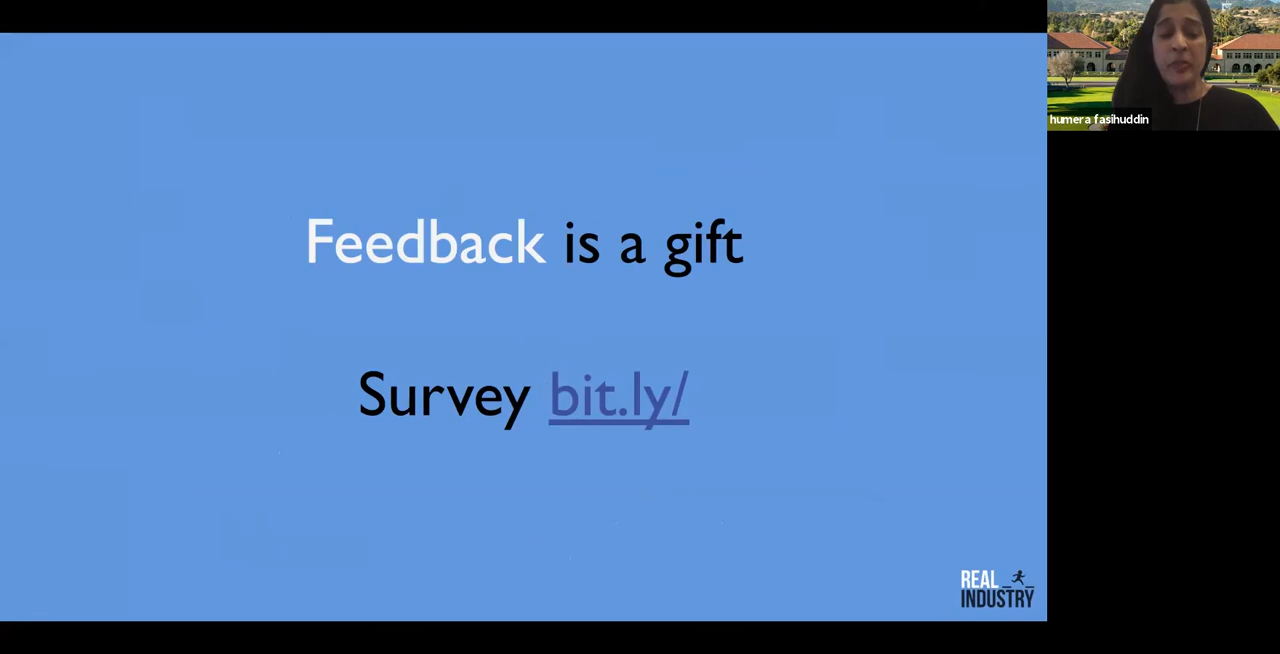 humera fasihuddin
Feedback is a gift
Survey bit.ly/
REAL
INDUSTRY